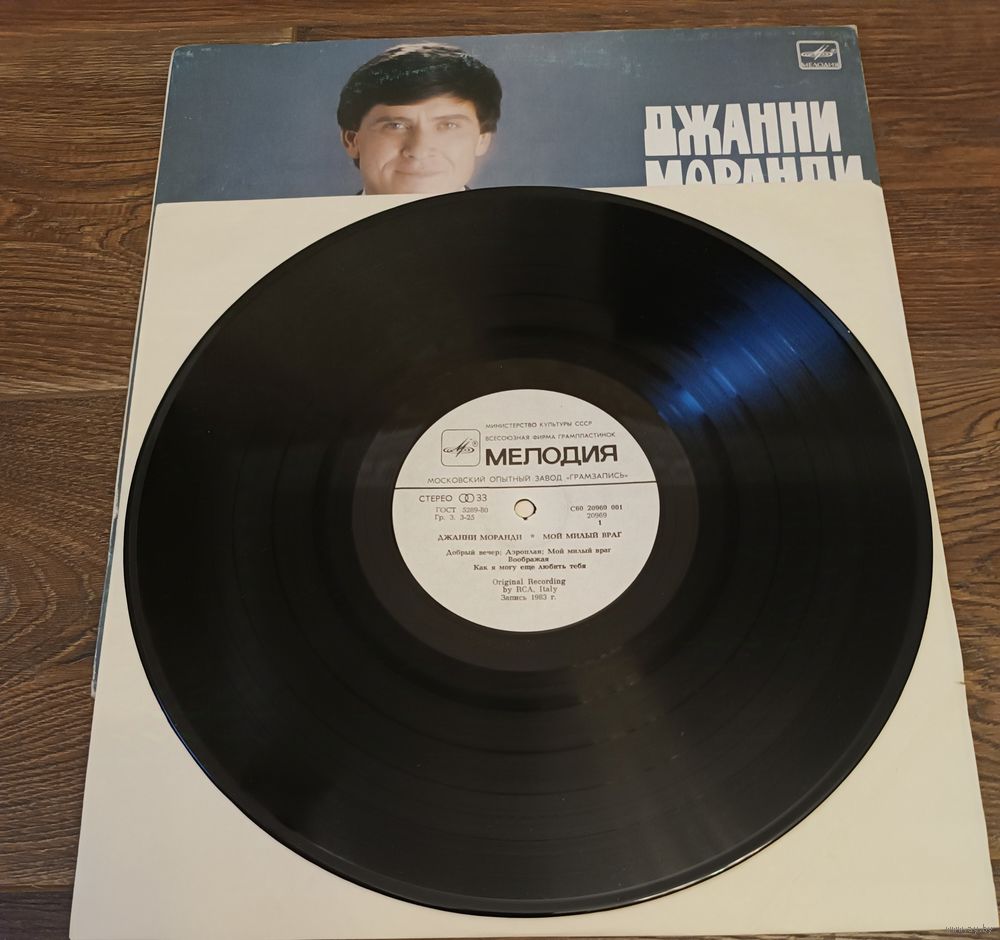 МЕЛОДИЯ
ДЖАННИ
МОРАНДИ
МИНИСТЕРСТВО КУЛЬТУРЫ СССР
ВСЕСОЮЗНАЯ ФИРМА ГРАМПЛАСТИНОК
МЕЛОДИЯ
МОСКОВСКИЙ ОПЫТНЫЙ ЗАВОД «ГРАМЗАПИСЬ»
СТЕРЕО 33
ГОСТ 5289-80
Гр. 3. 3-25
С60 20969 001
20969
1
ДЖАННИ МОРАНДИ * МОЙ МИЛЫЙ ВРАГ
Добрый вечер; Аэроплан; Мой милый враг
Воображая
Как я могу еще любить тебя
Original Recording
by RCA, Italy
Запись 1983 г.